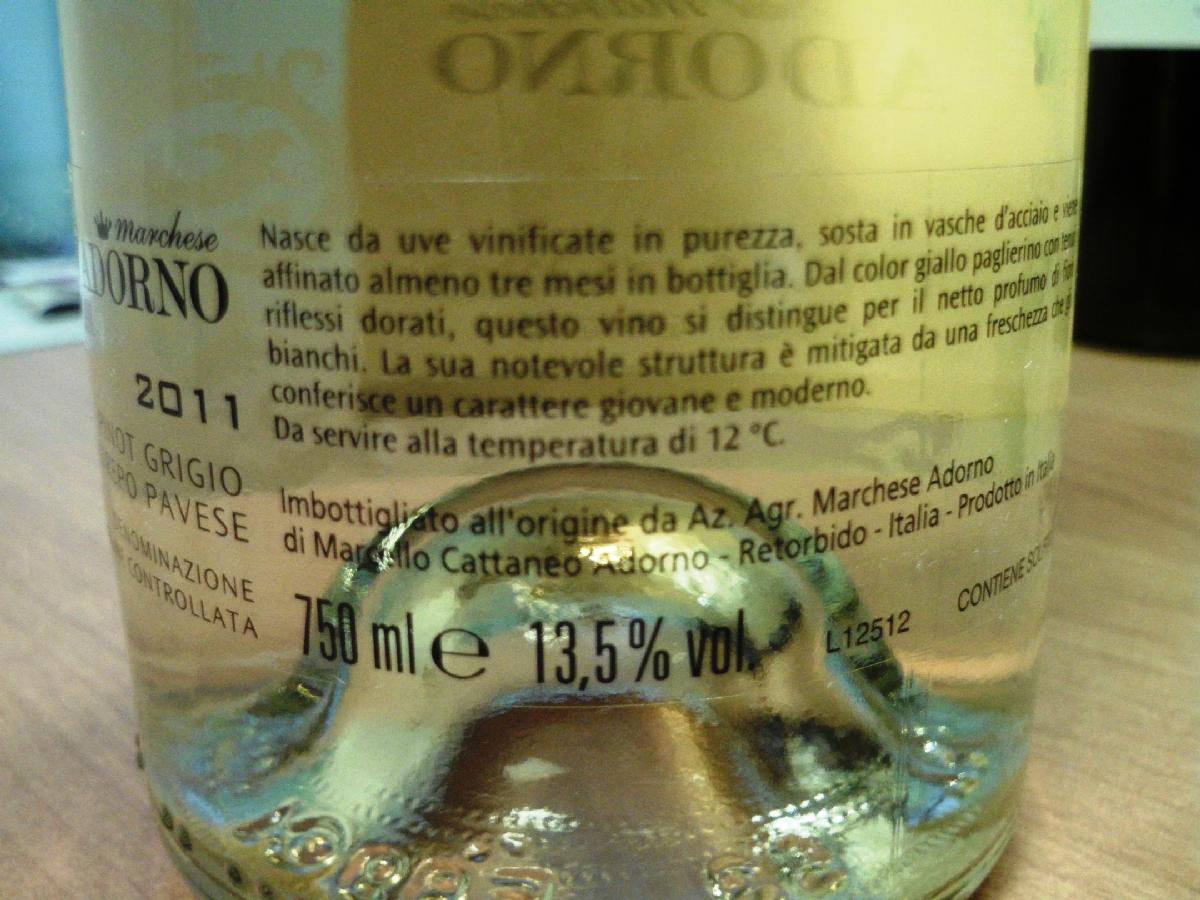 marchese
ADORNO
2011
PINOT GRIGIO
PAVESE
DENOMINAZIONE
CONTROLLATA
Nasce da uve vinificate in purezza, sosta in vasche d'acciaio e viene
affinato almeno tre mesi in bottiglia. Dal color giallo paglierino con tenui
riflessi dorati, questo vino si distingue per il netto profumo di fiori
bianchi. La sua notevole struttura è mitigata da una freschezza che gli
conferisce un carattere giovane e moderno.
Da servire alla temperatura di 12 °C.
Imbottigliato all'origine da Az. Agr. Marchese Adorno
di Marcello Cattaneo Adorno - Retorbido - Italia - Prodotto in Italia
750 ml e 13,5% vol.
L12512
CONTIENE
ADORNO